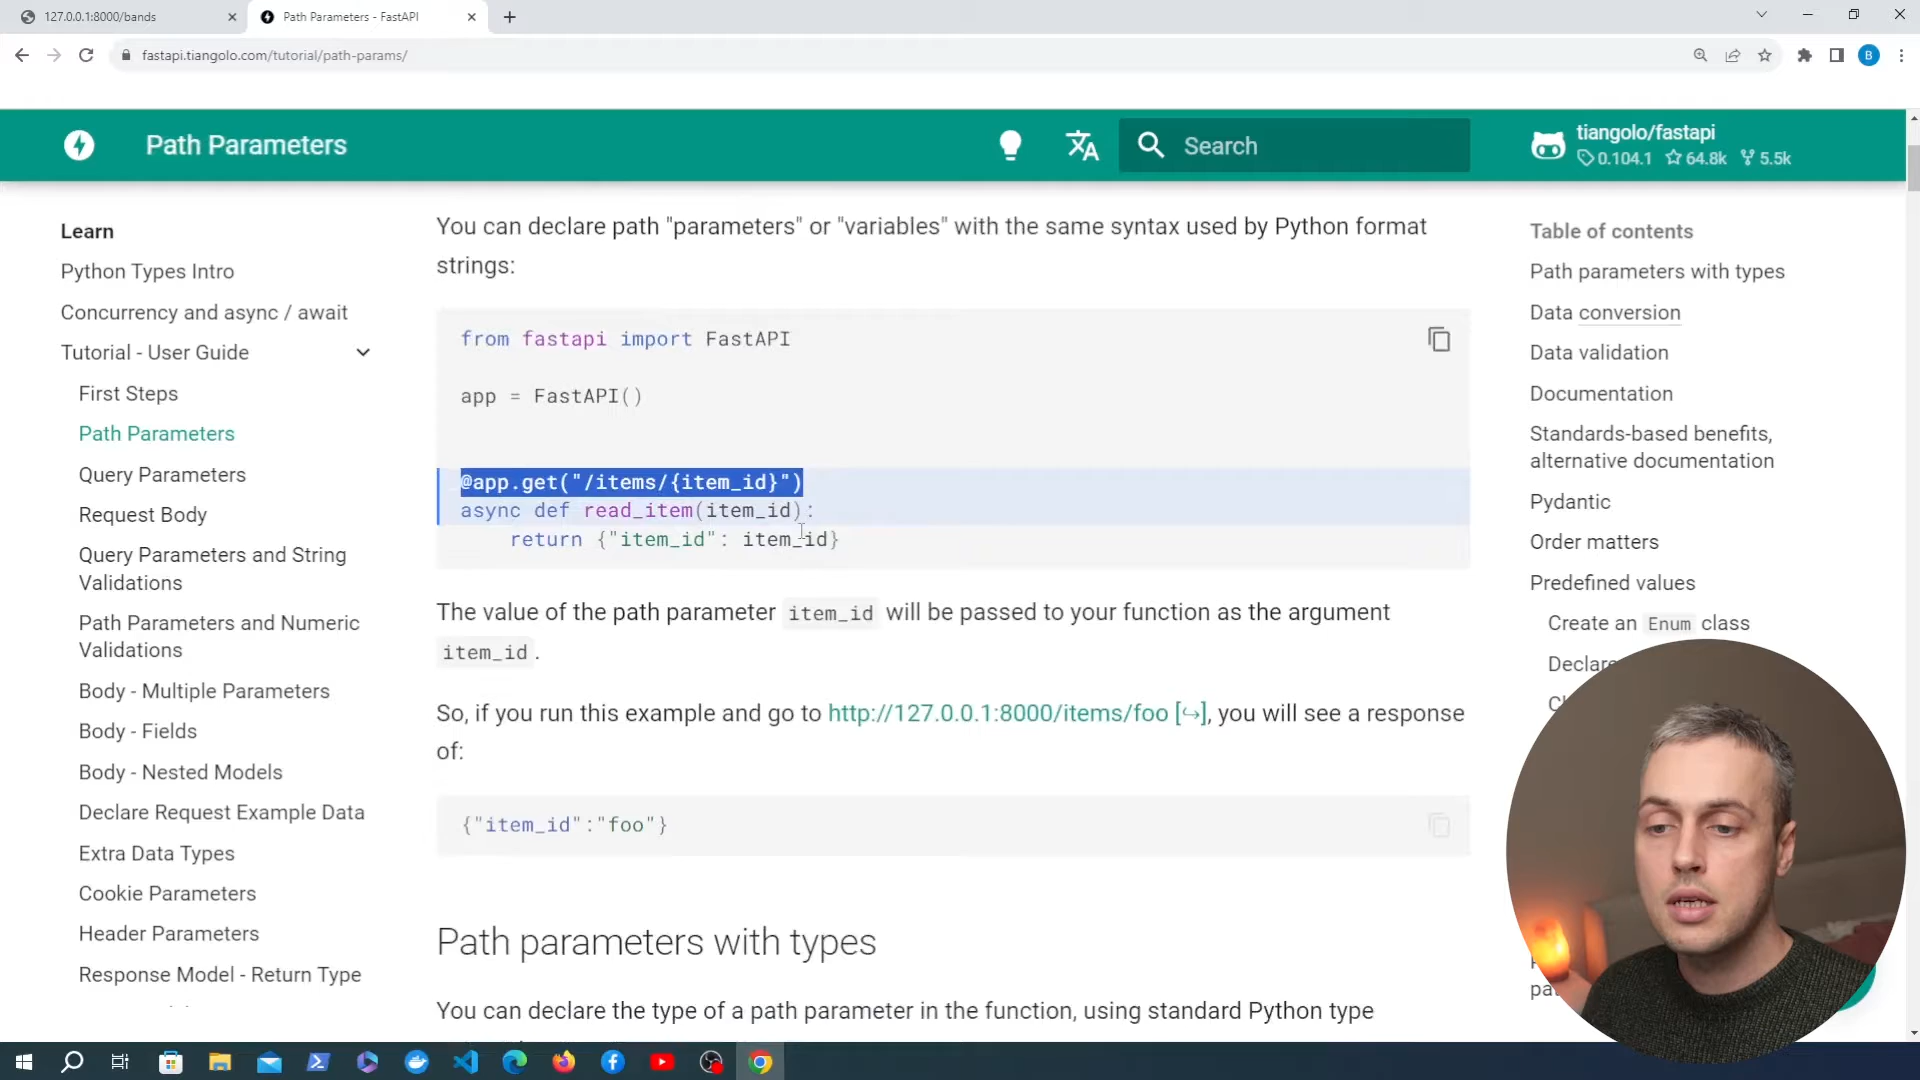 127.0.0.1:8000/bands
Path Parameters - FastAPI
fastapi.tiangolo.com/tutorial/path-params/
B
Path Parameters
Search
tiangolo/fastapi
0.104.1 64.8k 5.5k
Learn
Python Types Intro
Concurrency and async / await
Tutorial - User Guide
First Steps
Path Parameters
Query Parameters
Request Body
Query Parameters and String
Validations
Path Parameters and Numeric
Validations
Body - Multiple Parameters
Body - Fields
Body - Nested Models
Declare Request Example Data
Extra Data Types
Cookie Parameters
Header Parameters
Response Model - Return Type
You can declare path "parameters" or "variables" with the same syntax used by Python format
strings:
from fastapi import FastAPI
app = FastAPI()
@app.get("/items/{item_id}")
async def read_item(item_id):
return {"item_id": item_id}
The value of the path parameter item_id will be passed to your function as the argument
item_id.
So, if you run this example and go to http://127.0.0.1:8000/items/foo [↪], you will see a response
of:
{"item_id":"foo"}
Path parameters with types
You can declare the type of a path parameter in the function, using standard Python type
Table of contents
Path parameters with types
Data conversion
Data validation
Documentation
Standards-based benefits,
alternative documentation
Pydantic
Order matters
Predefined values
Create an Enum class